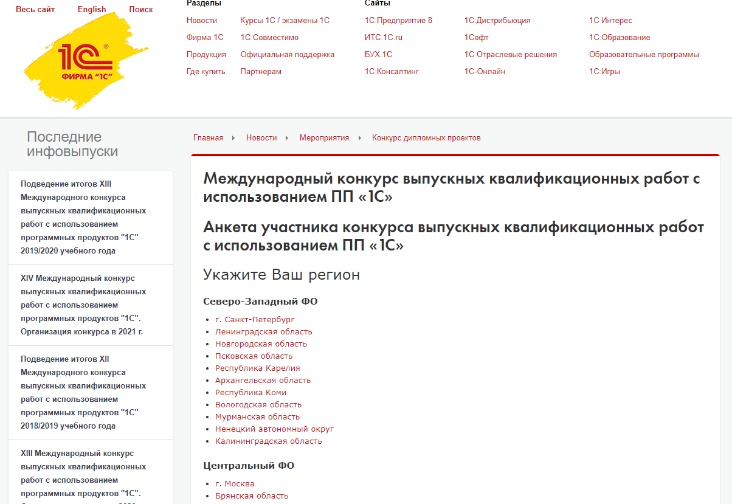 Весь сайт English Поиск
1С®
ФИРМА "1С"
Разделы Сайты
Новости Курсы 1С / экзамены 1С 1С:Предприятие 8 1С:Дистрибьюция 1С Интерес
Фирма 1С 1С:Совместимо ИТС.1C.ru 1Софт 1С:Образование
Продукция Официальная поддержка БУХ.1С 1С Отраслевые решения Образовательные программы
Где купить Партнерам 1С:Консалтинг 1С-Онлайн 1С:Игры
Последние
инфовыпуски
Подведение итогов XIII
Международного конкурса
выпускных квалификационных
работ с использованием
программных продуктов "1С"
2019/2020 учебного года
XIV Международный конкурс
выпускных квалификационных
работ с использованием
программных продуктов "1С".
Организация конкурса в 2021 г.
Подведение итогов XII
Международного конкурса
выпускных квалификационных
работ с использованием
программных продуктов "1С"
2018/2019 учебного года
XIII Международный конкурс
выпускных квалификационных
работ с использованием
программных продуктов "1С".
Главная Новости Мероприятия Конкурс дипломных проектов
Международный конкурс выпускных квалификационных работ с
использованием ПП «1С»
Анкета участника конкурса выпускных квалификационных работ
с использованием ПП «1С»
Укажите Ваш регион
Северо-Западный ФО
г. Санкт-Петербург
Ленинградская область
Новгородская область
Псковская область
Республика Карелия
Архангельская область
Республика Коми
Вологодская область
Мурманская область
Ненецкий автономный округ
Калининградская область
Центральный ФО
г. Москва
Брянская область